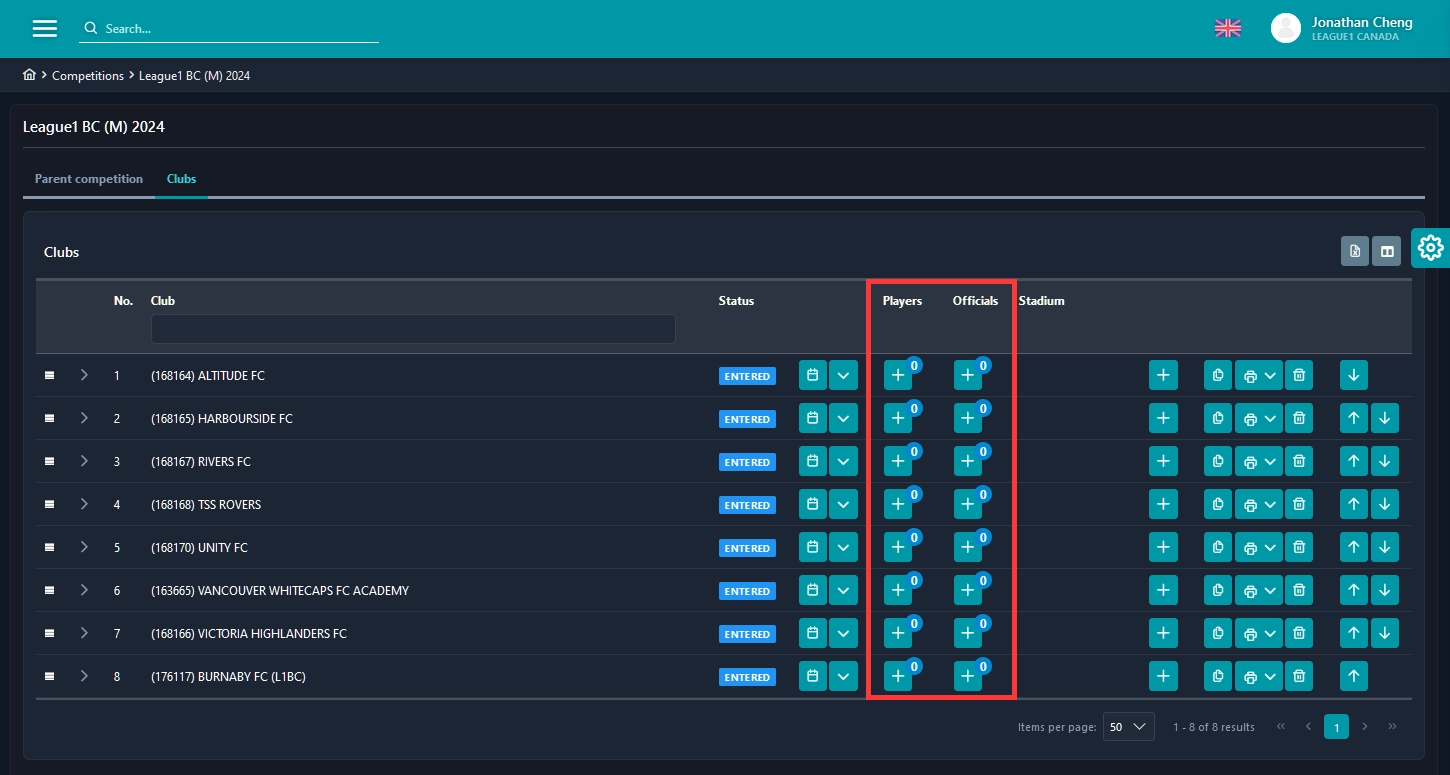 Search...
Jonathan Cheng
LEAGUE1 CANADA
Competitions League1 BC (M) 2024
League1 BC (M) 2024
Parent competition Clubs
Clubs
No. Club Status Players Officials Stadium
1 (168164) ALTITUDE FC ENTERED 0 0
2 (168165) HARBOURSIDE FC ENTERED 0 0
3 (168167) RIVERS FC ENTERED 0 0
4 (168168) TSS ROVERS ENTERED 0 0
5 (168170) UNITY FC ENTERED 0 0
6 (163665) VANCOUVER WHITECAPS FC ACADEMY ENTERED 0 0
7 (168166) VICTORIA HIGHLANDERS FC ENTERED 0 0
8 (176117) BURNABY FC (L1BC) ENTERED 0 0
Items per page: 50 1 - 8 of 8 results « ‹ 1 › »